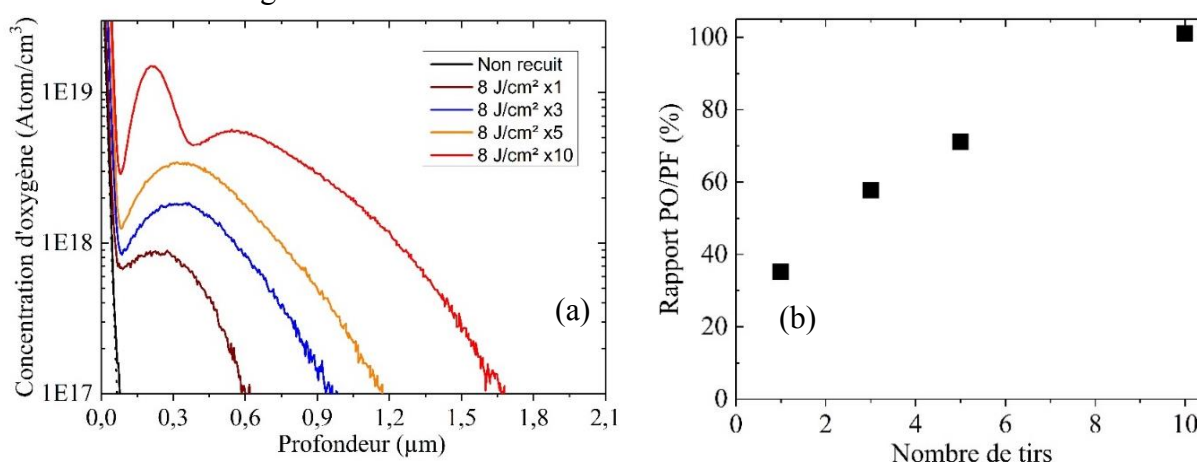 Concentration d'oxygène (Atom/cm³)
1E19
1E18
1E17
Non recuit
8 J/cm² x1
8 J/cm² x3
8 J/cm² x5
8 J/cm² x10
(a)
0,0 0,3 0,6 0,9 1,2 1,5 1,8 2,1
Profondeur (µm)
Rapport PO/PF (%)
100
80
60
40
20
0
(b)
0 2 4 6 8 10
Nombre de tirs